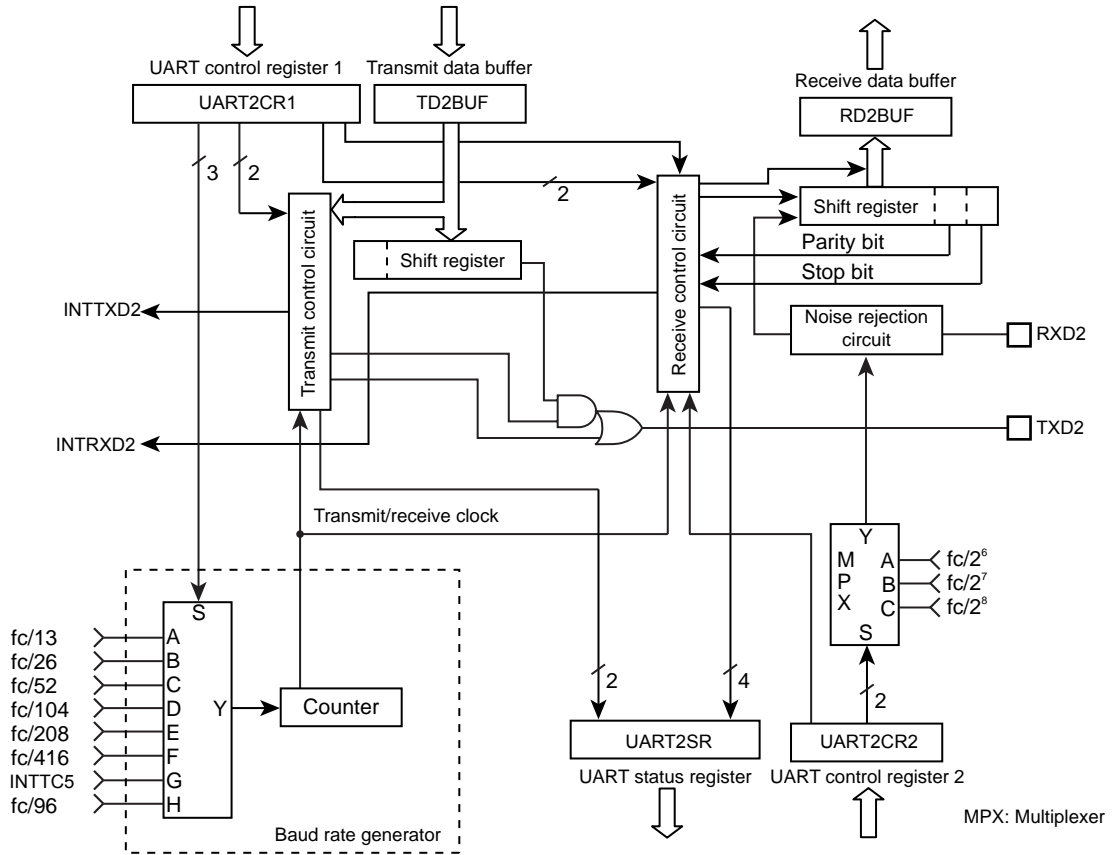 UART control register 1
Transmit data buffer
Receive data buffer
UART2CR1
TD2BUF
RD2BUF
3
2
2
Transmit control circuit
Shift register
Receive control circuit
Shift register
Parity bit
Stop bit
INTTXD2
Noise rejection
circuit
RXD2
INTRXD2
TXD2
Transmit/receive clock
Y
M
P
X
A
B
C
S
fc/2⁶
fc/2⁷
fc/2⁸
S
fc/13
A
fc/26
B
fc/52
C
fc/104
D
fc/208
E
fc/416
F
INTTC5
G
fc/96
H
Y
Counter
2
4
2
UART2SR
UART2CR2
UART status register
UART control register 2
Baud rate generator
MPX: Multiplexer